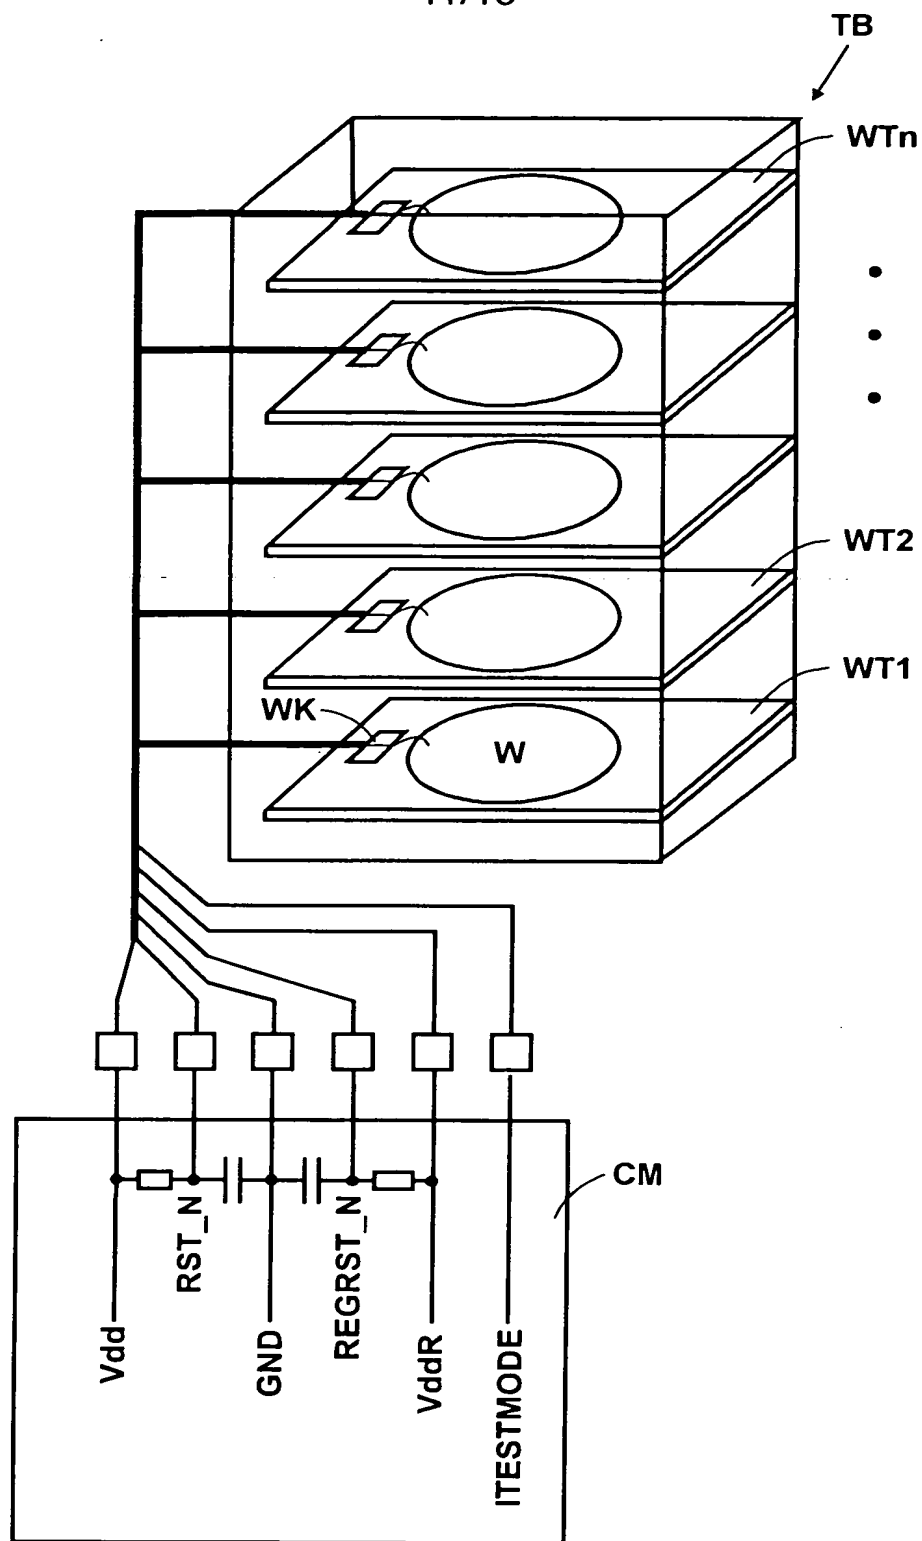 TB
WTn
WT2
WT1
WK
W
CM
Vdd
RST_N
GND
REGRST_N
VddR
ITESTMODE